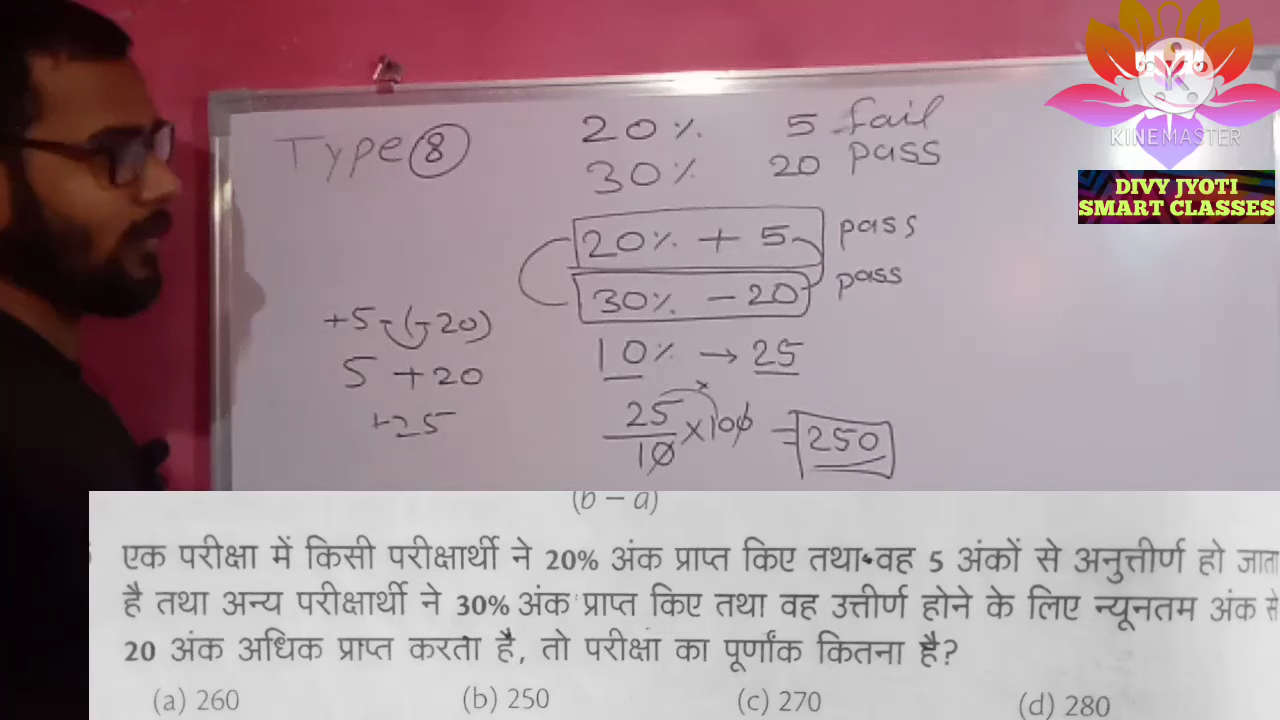 Type 8
20% 5 fail
30% 20 pass
20% + 5 pass
30% - 20 pass
+5 - (-20)
5 + 20
+25
10% → 25
25/10 × 100 = 250
KINEMASTER
DIVY JYOTI
SMART CLASSES
(b – a)
एक परीक्षा में किसी परीक्षार्थी ने 20% अंक प्राप्त किए तथा वह 5 अंकों से अनुत्तीर्ण हो जाता
है तथा अन्य परीक्षार्थी ने 30% अंक प्राप्त किए तथा वह उत्तीर्ण होने के लिए न्यूनतम अंक से
20 अंक अधिक प्राप्त करता है, तो परीक्षा का पूर्णांक कितना है?
(a) 260 (b) 250 (c) 270 (d) 280